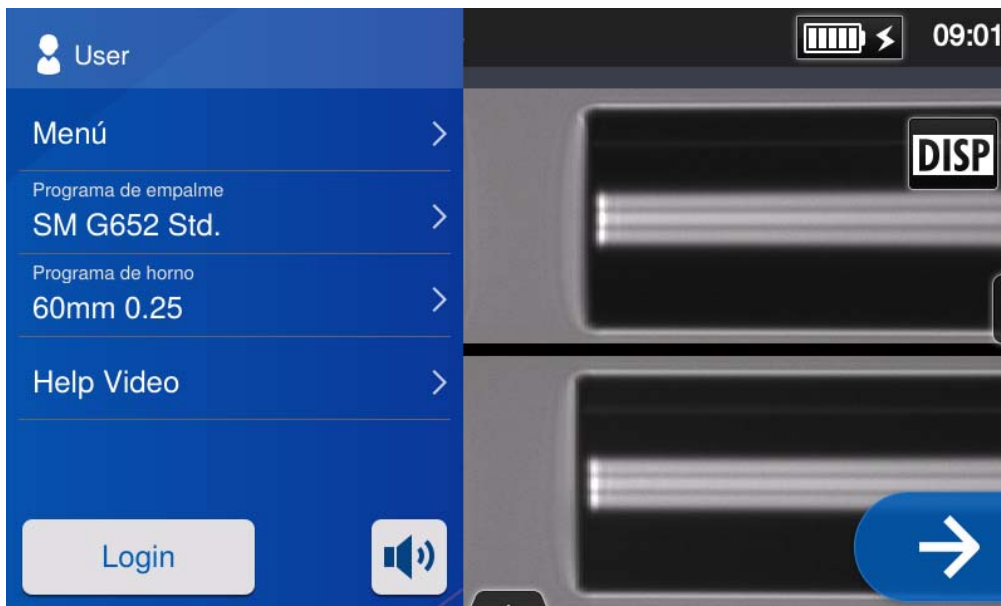 User
09:01
Menú
DISP
Programa de empalme
SM G652 Std.
Programa de horno
60mm 0.25
Help Video
Login